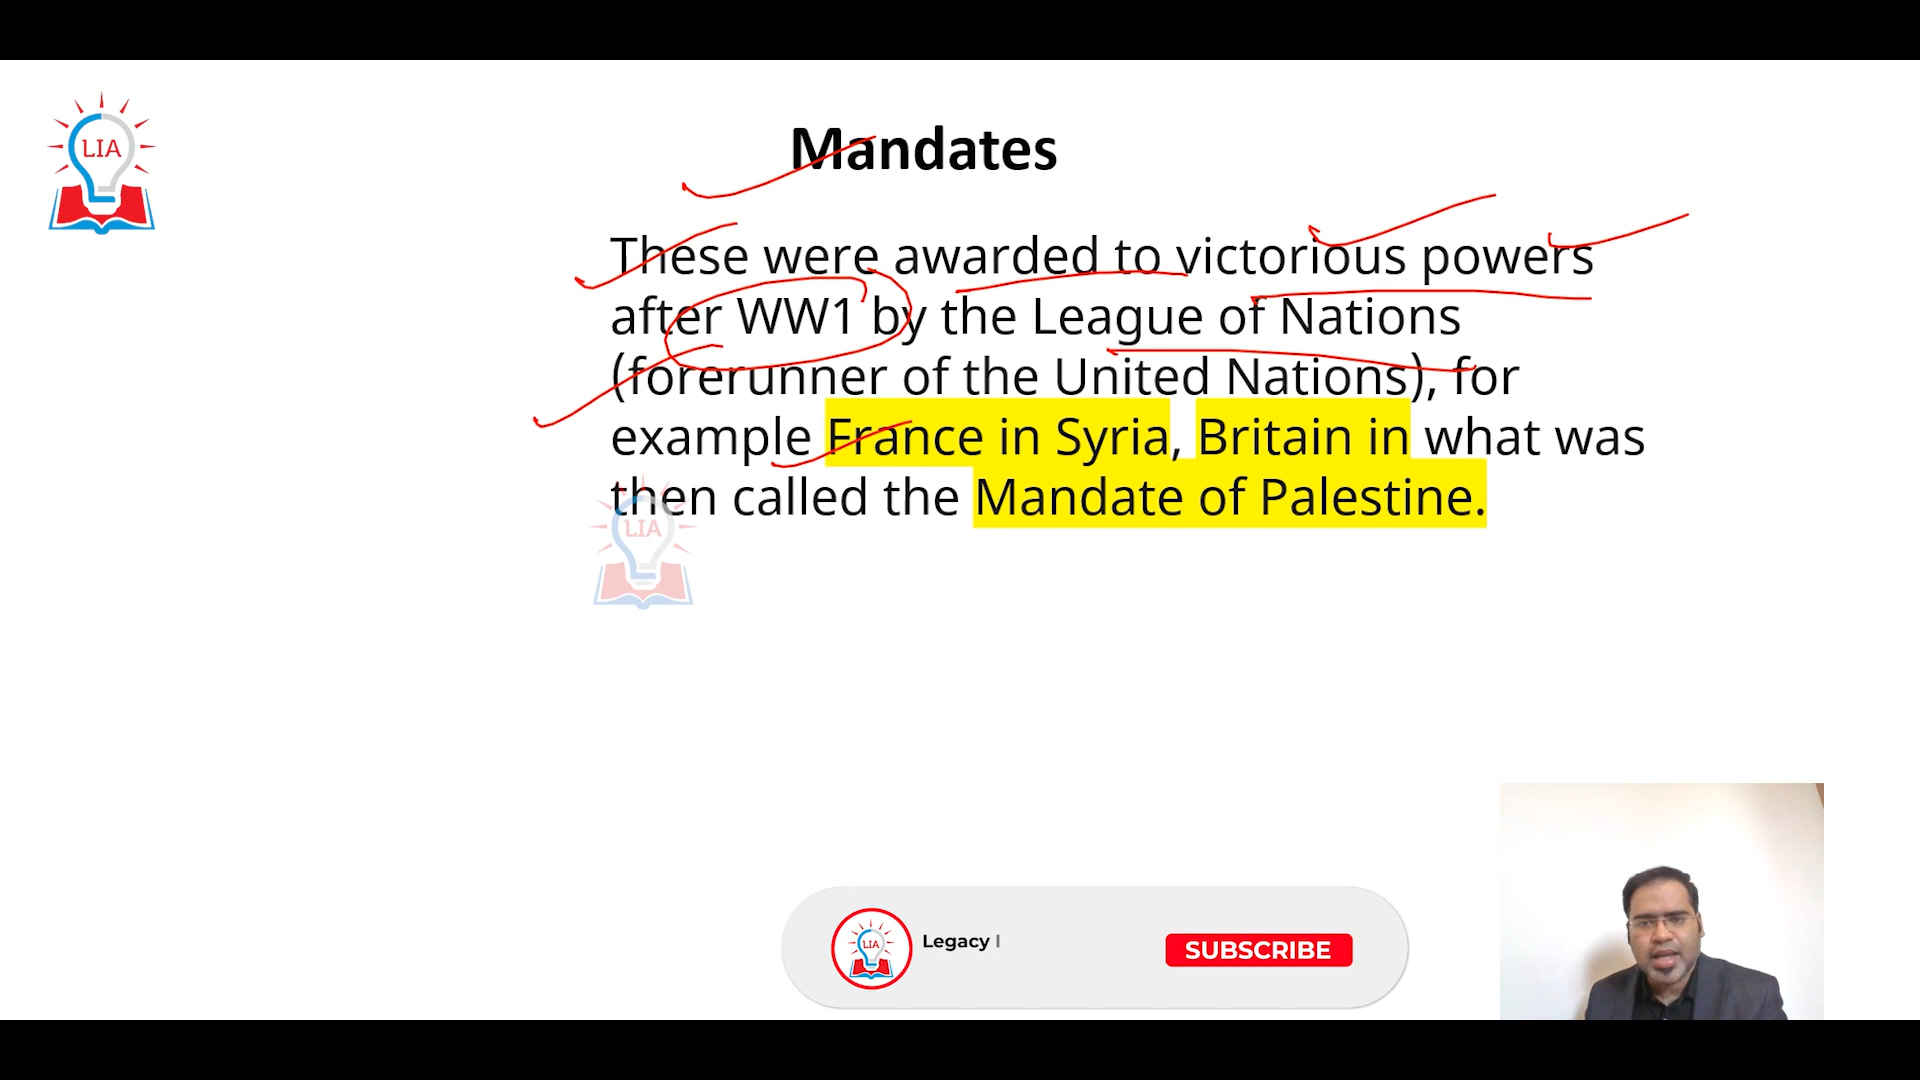 LIA
Mandates
These were awarded to victorious powers
after WW1 by the League of Nations
(forerunner of the United Nations), for
example France in Syria, Britain in what was
then called the Mandate of Palestine.
LIA
LIA
Legacy I
SUBSCRIBE